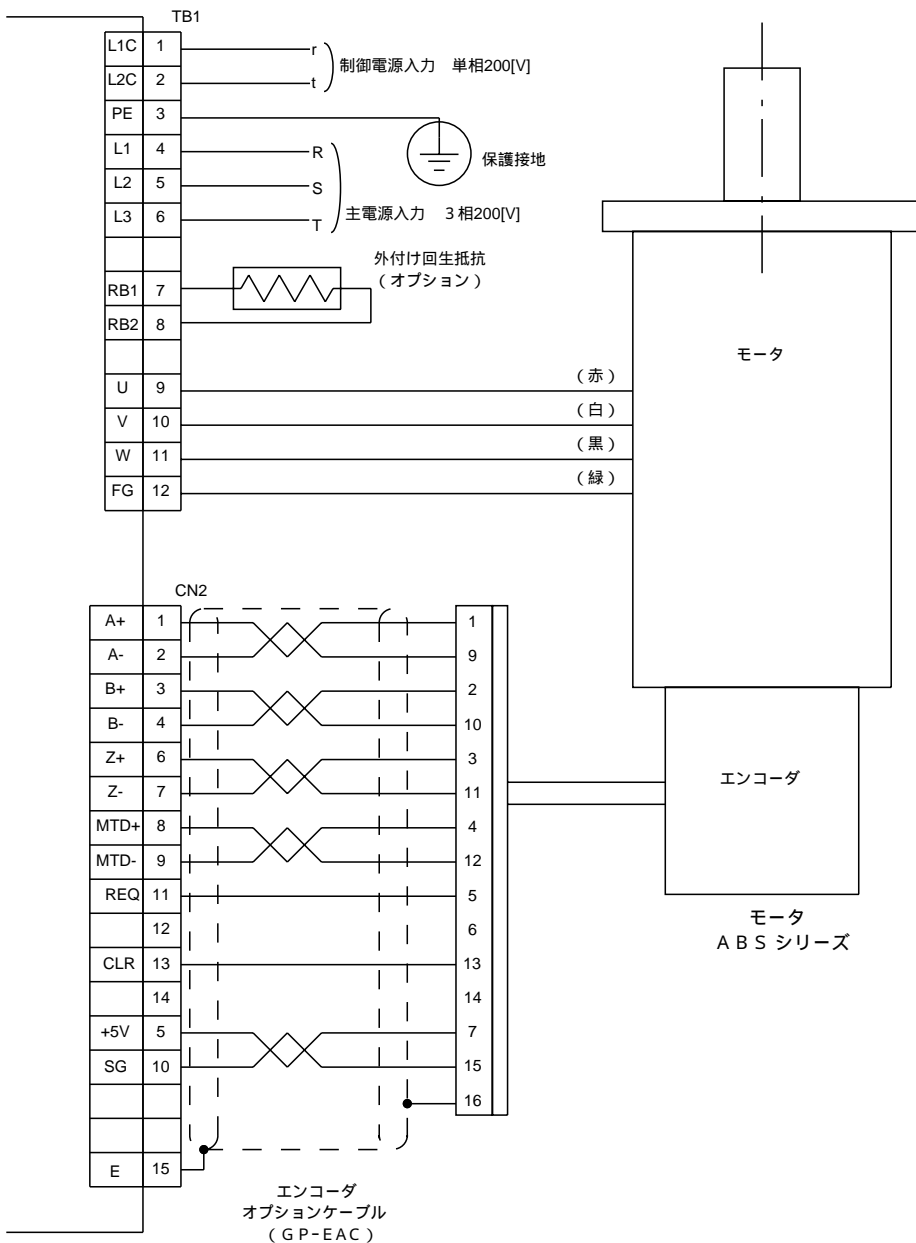 TB1
L1C 1 r
制御電源入力 単相200[V]
L2C 2 t
PE 3
保護接地
L1 4 R
L2 5 S
主電源入力 3相200[V]
L3 6 T
外付け回生抵抗
(オプション)
RB1 7
RB2 8
モータ
U 9 (赤)
V 10 (白)
W 11 (黒)
FG 12 (緑)
CN2
A+ 1 1
A- 2 9
B+ 3 2
B- 4 10
Z+ 6 3
Z- 7 11
エンコーダ
MTD+ 8 4
MTD- 9 12
REQ 11 5
12 6
CLR 13 13
14 14
+5V 5 7
SG 10 15
16
E 15
モータ
ABSシリーズ
エンコーダ
オプションケーブル
(GP-EAC)